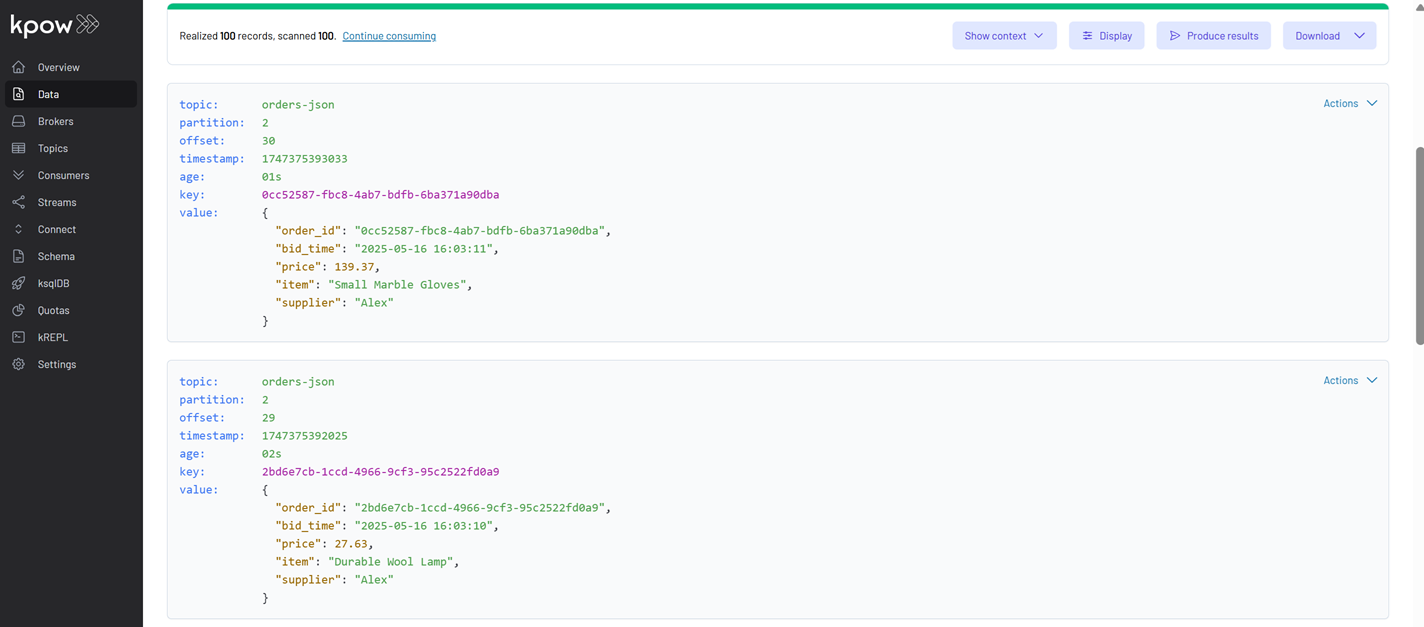 kpow
Overview
Data
Brokers
Topics
Consumers
Streams
Connect
Schema
ksqlDB
Quotas
kREPL
Settings
Realized 100 records, scanned 100. Continue consuming
Show context
Display
Produce results
Download
topic: orders-json
Actions
partition: 2
offset: 30
timestamp: 1747375393033
age: 01s
key: 0cc52587-fbc8-4ab7-bdfb-6ba371a90dba
value: {
"order_id": "0cc52587-fbc8-4ab7-bdfb-6ba371a90dba",
"bid_time": "2025-05-16 16:03:11",
"price": 139.37,
"item": "Small Marble Gloves",
"supplier": "Alex"
}
topic: orders-json
Actions
partition: 2
offset: 29
timestamp: 1747375392025
age: 02s
key: 2bd6e7cb-1ccd-4966-9cf3-95c2522fd0a9
value: {
"order_id": "2bd6e7cb-1ccd-4966-9cf3-95c2522fd0a9",
"bid_time": "2025-05-16 16:03:10",
"price": 27.63,
"item": "Durable Wool Lamp",
"supplier": "Alex"
}